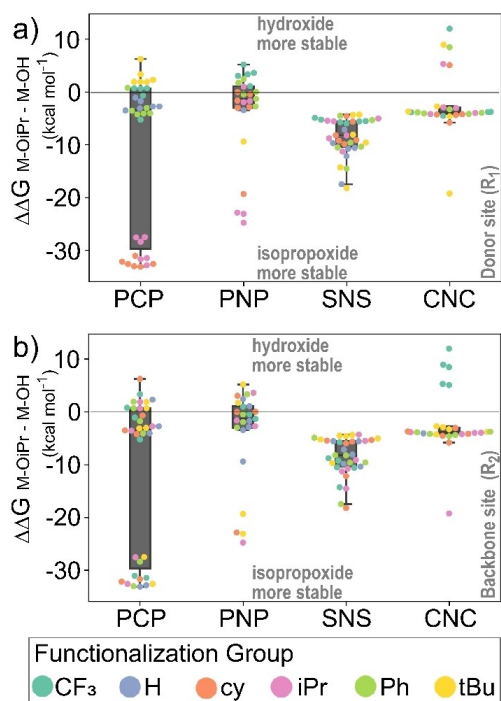 a)
hydroxide
more stable
10
0
-10
-20
-30
ΔΔG M-OiPr - M-OH
(kcal mol⁻¹)
isopropoxide
more stable
Donor site (R₁)
PCP PNP SNS CNC
b)
hydroxide
more stable
10
0
-10
-20
-30
ΔΔG M-OiPr - M-OH
(kcal mol⁻¹)
isopropoxide
more stable
Backbone site (R₂)
PCP PNP SNS CNC
Functionalization Group
CF₃ H cy iPr Ph tBu